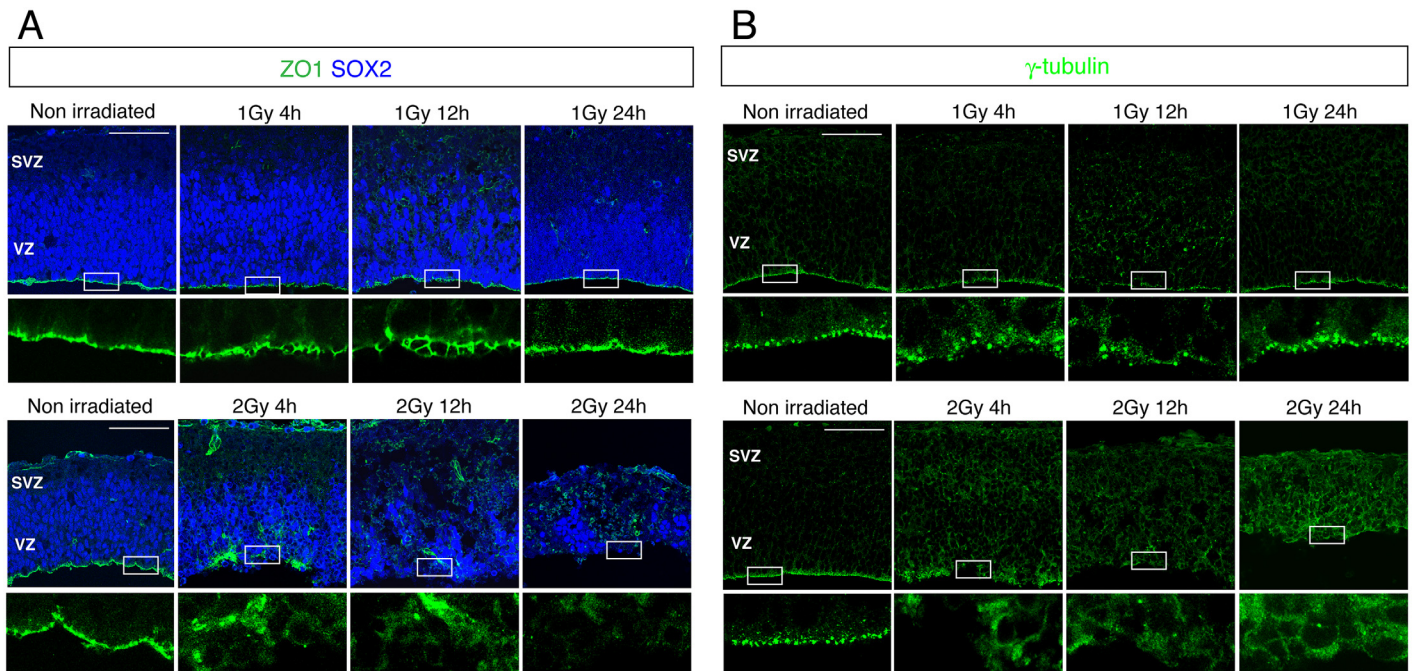 A
ZO1 SOX2
Non irradiated 1Gy 4h 1Gy 12h 1Gy 24h
SVZ
VZ
Non irradiated 2Gy 4h 2Gy 12h 2Gy 24h
SVZ
VZ
B
γ-tubulin
Non irradiated 1Gy 4h 1Gy 12h 1Gy 24h
SVZ
VZ
Non irradiated 2Gy 4h 2Gy 12h 2Gy 24h
SVZ
VZ